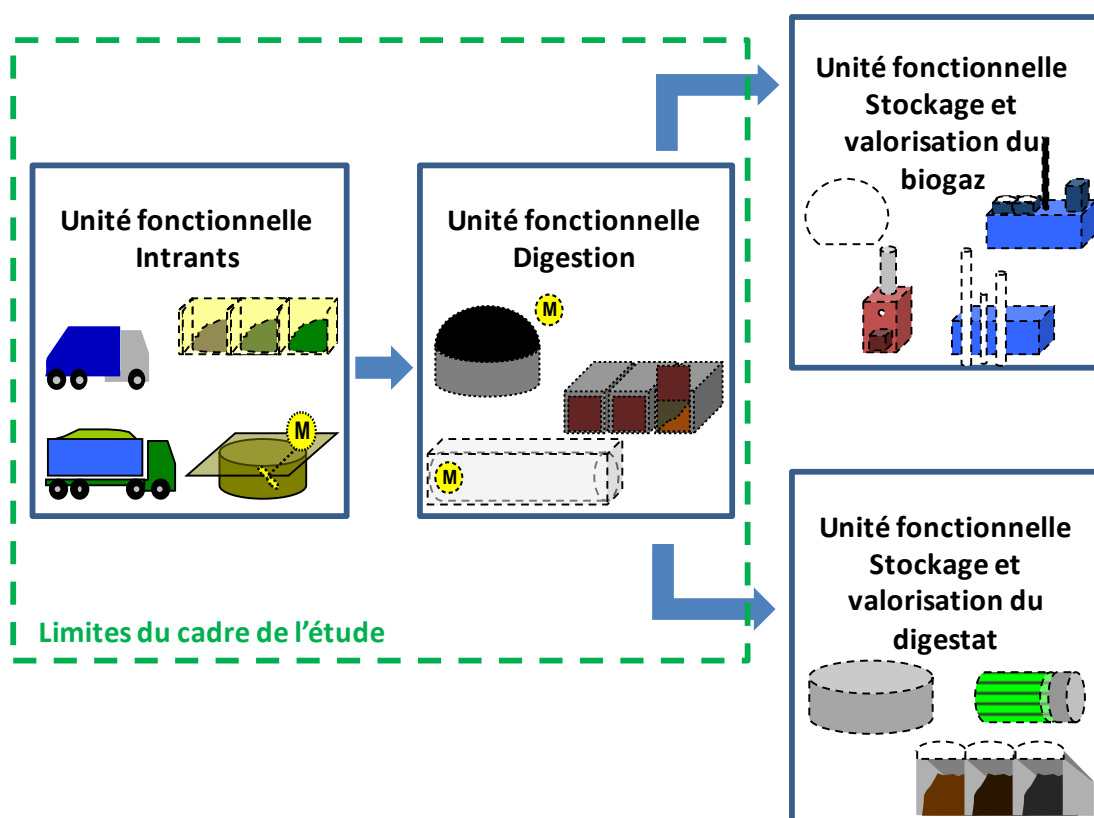 Unité fonctionnelle
Intrants
M
Unité fonctionnelle
Digestion
M
M
Limites du cadre de l’étude
Unité fonctionnelle
Stockage et
valorisation du
biogaz
Unité fonctionnelle
Stockage et
valorisation du
digestat